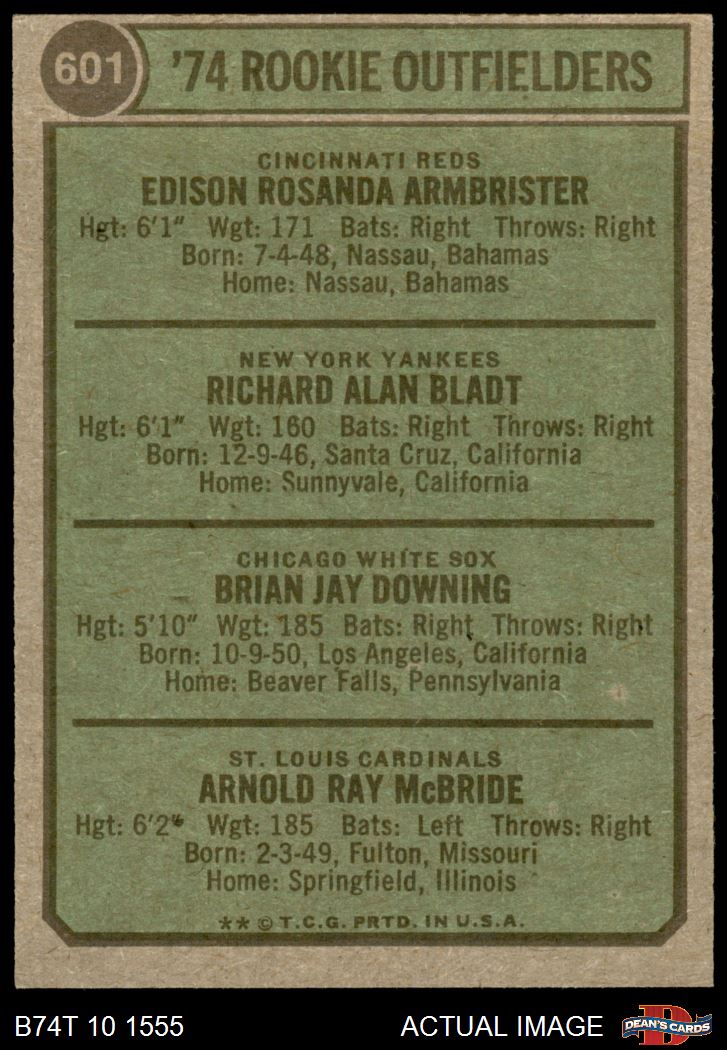 601
'74 ROOKIE OUTFIELDERS
CINCINNATI REDS
EDISON ROSANDA ARMBRISTER
Hgt: 6'1" Wgt: 171 Bats: Right Throws: Right
Born: 7-4-48, Nassau, Bahamas
Home: Nassau, Bahamas
NEW YORK YANKEES
RICHARD ALAN BLADT
Hgt: 6'1" Wgt: 160 Bats: Right Throws: Right
Born: 12-9-46, Santa Cruz, California
Home: Sunnyvale, California
CHICAGO WHITE SOX
BRIAN JAY DOWNING
Hgt: 5'10" Wgt: 185 Bats: Right Throws: Right
Born: 10-9-50, Los Angeles, California
Home: Beaver Falls, Pennsylvania
ST. LOUIS CARDINALS
ARNOLD RAY McBRIDE
Hgt: 6'2" Wgt: 185 Bats: Left Throws: Right
Born: 2-3-49, Fulton, Missouri
Home: Springfield, Illinois
** © T.C.G. PRTD. IN U.S.A.
B74T 10 1555 ACTUAL IMAGE D DEAN'S CARDS